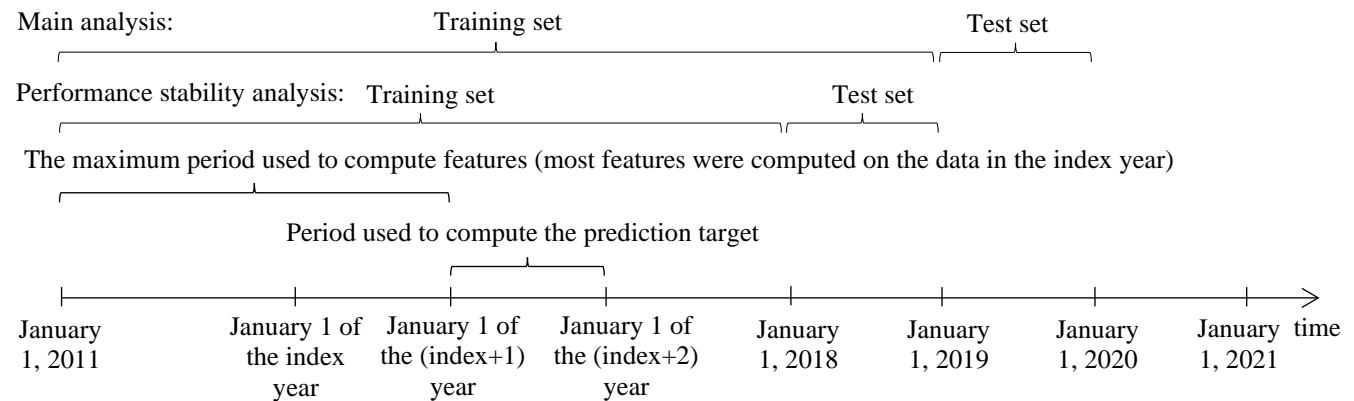 Main analysis: Training set Test set
Performance stability analysis: Training set Test set
The maximum period used to compute features (most features were computed on the data in the index year)
Period used to compute the prediction target
January
1, 2011
January 1 of
the index
year
January 1 of
the (index+1)
year
January 1 of
the (index+2)
year
January
1, 2018
January
1, 2019
January
1, 2020
January
1, 2021
time